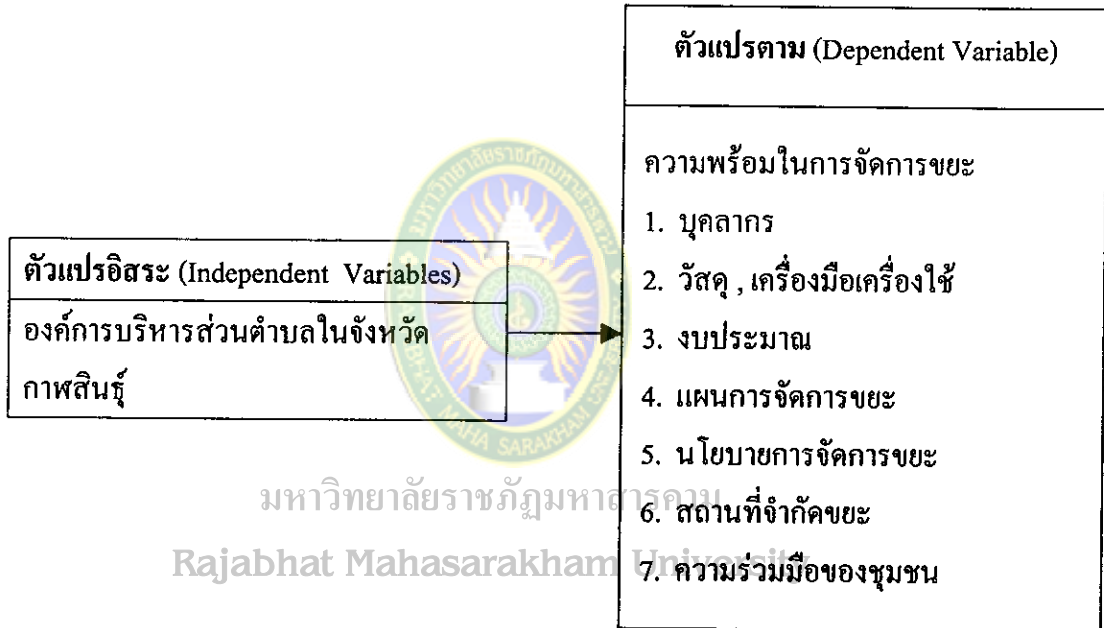 ตัวแปรตาม (Dependent Variable)
ความพร้อมในการจัดการขยะ
1. บุคลากร
2. วัสดุ , เครื่องมือเครื่องใช้
3. งบประมาณ
4. แผนการจัดการขยะ
5. นโยบายการจัดการขยะ
6. สถานที่จำกัดขยะ
7. ความร่วมมือของชุมชน
ตัวแปรอิสระ (Independent Variables)
องค์การบริหารส่วนตำบลในจังหวัด
กาฬสินธุ์
มหาวิทยาลัยราชภัฏมหาสารคาม
Rajabhat Mahasarakham University